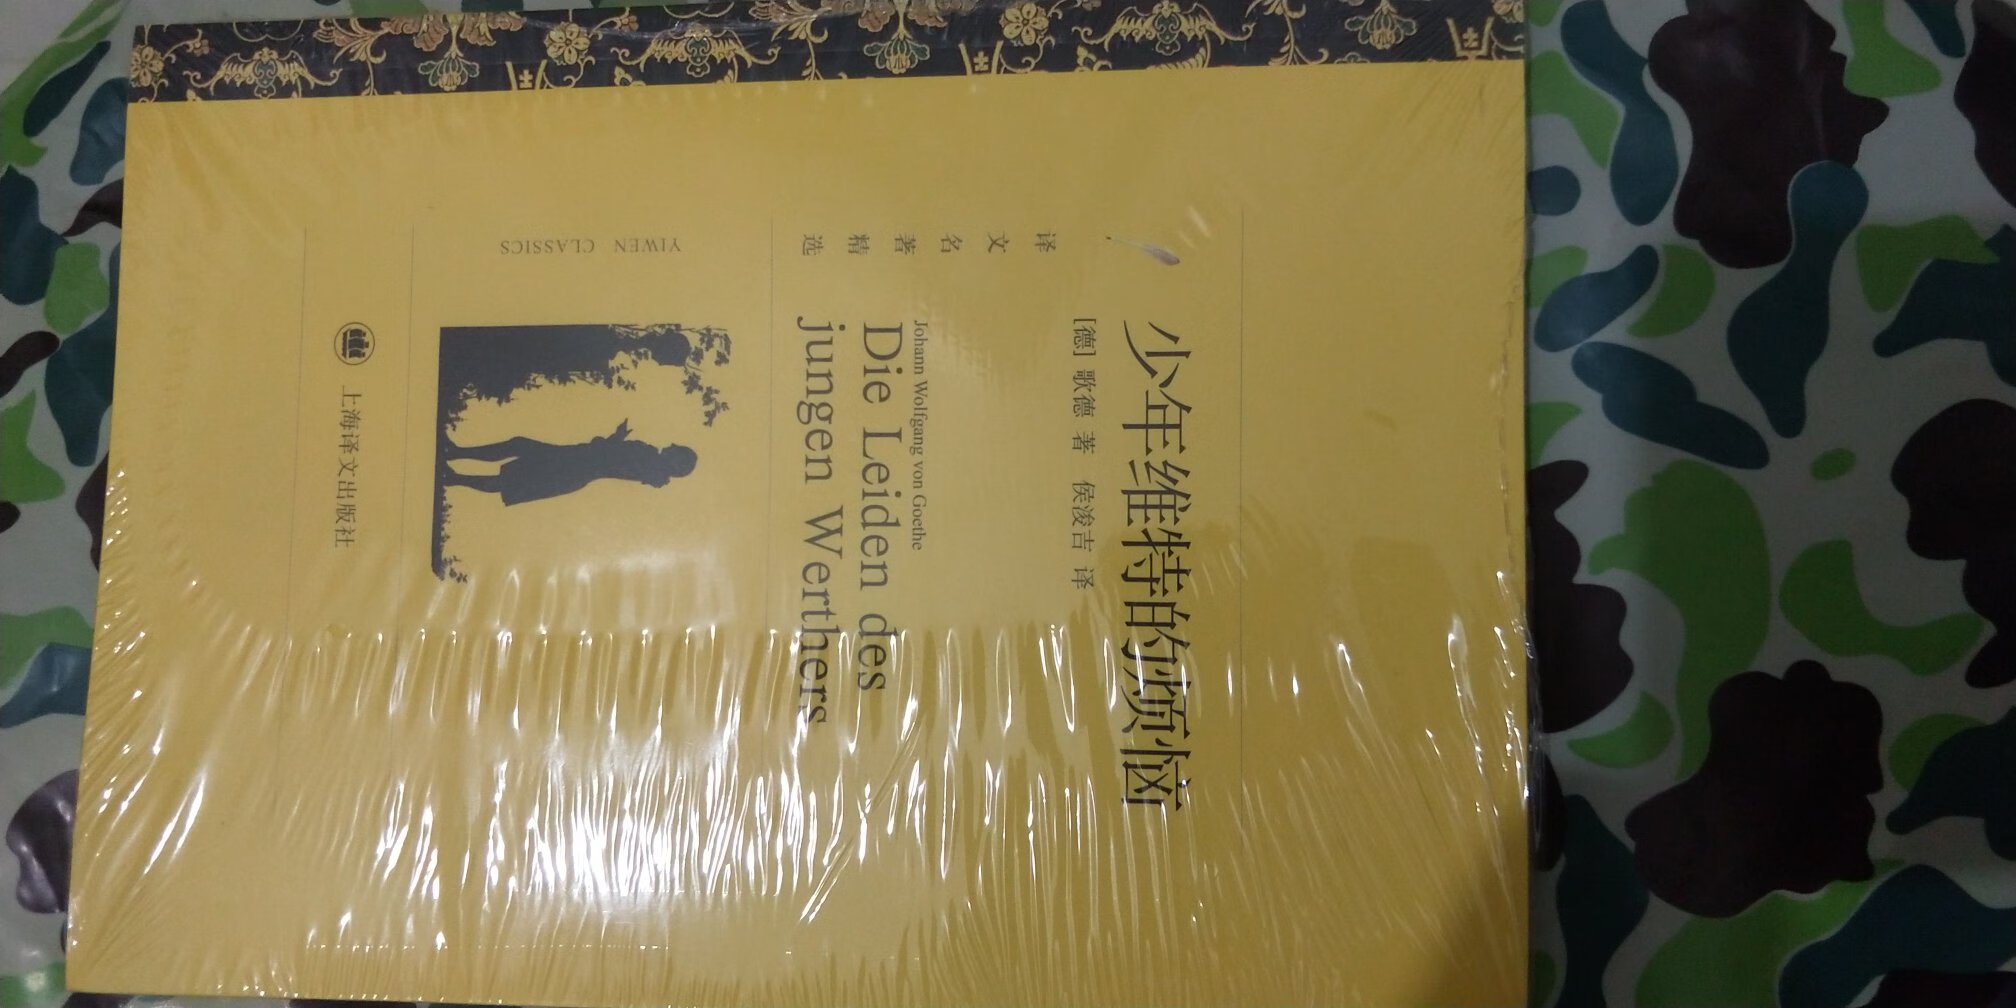 少年维特的烦恼
[德] 歌德 著 侯浚吉 译
译文名著精选
YIWEN CLASSICS
Johann Wolfgang von Goethe
Die Leiden des
jungen Werthers
上海译文出版社